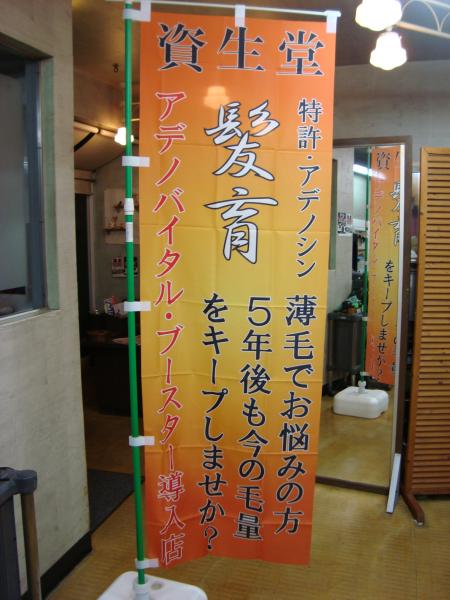 資生堂
特許・アデノシン
髪育
薄毛でお悩みの方
5年後も今の毛量
をキープしませか?
アデノバイタル・ブースター導入店